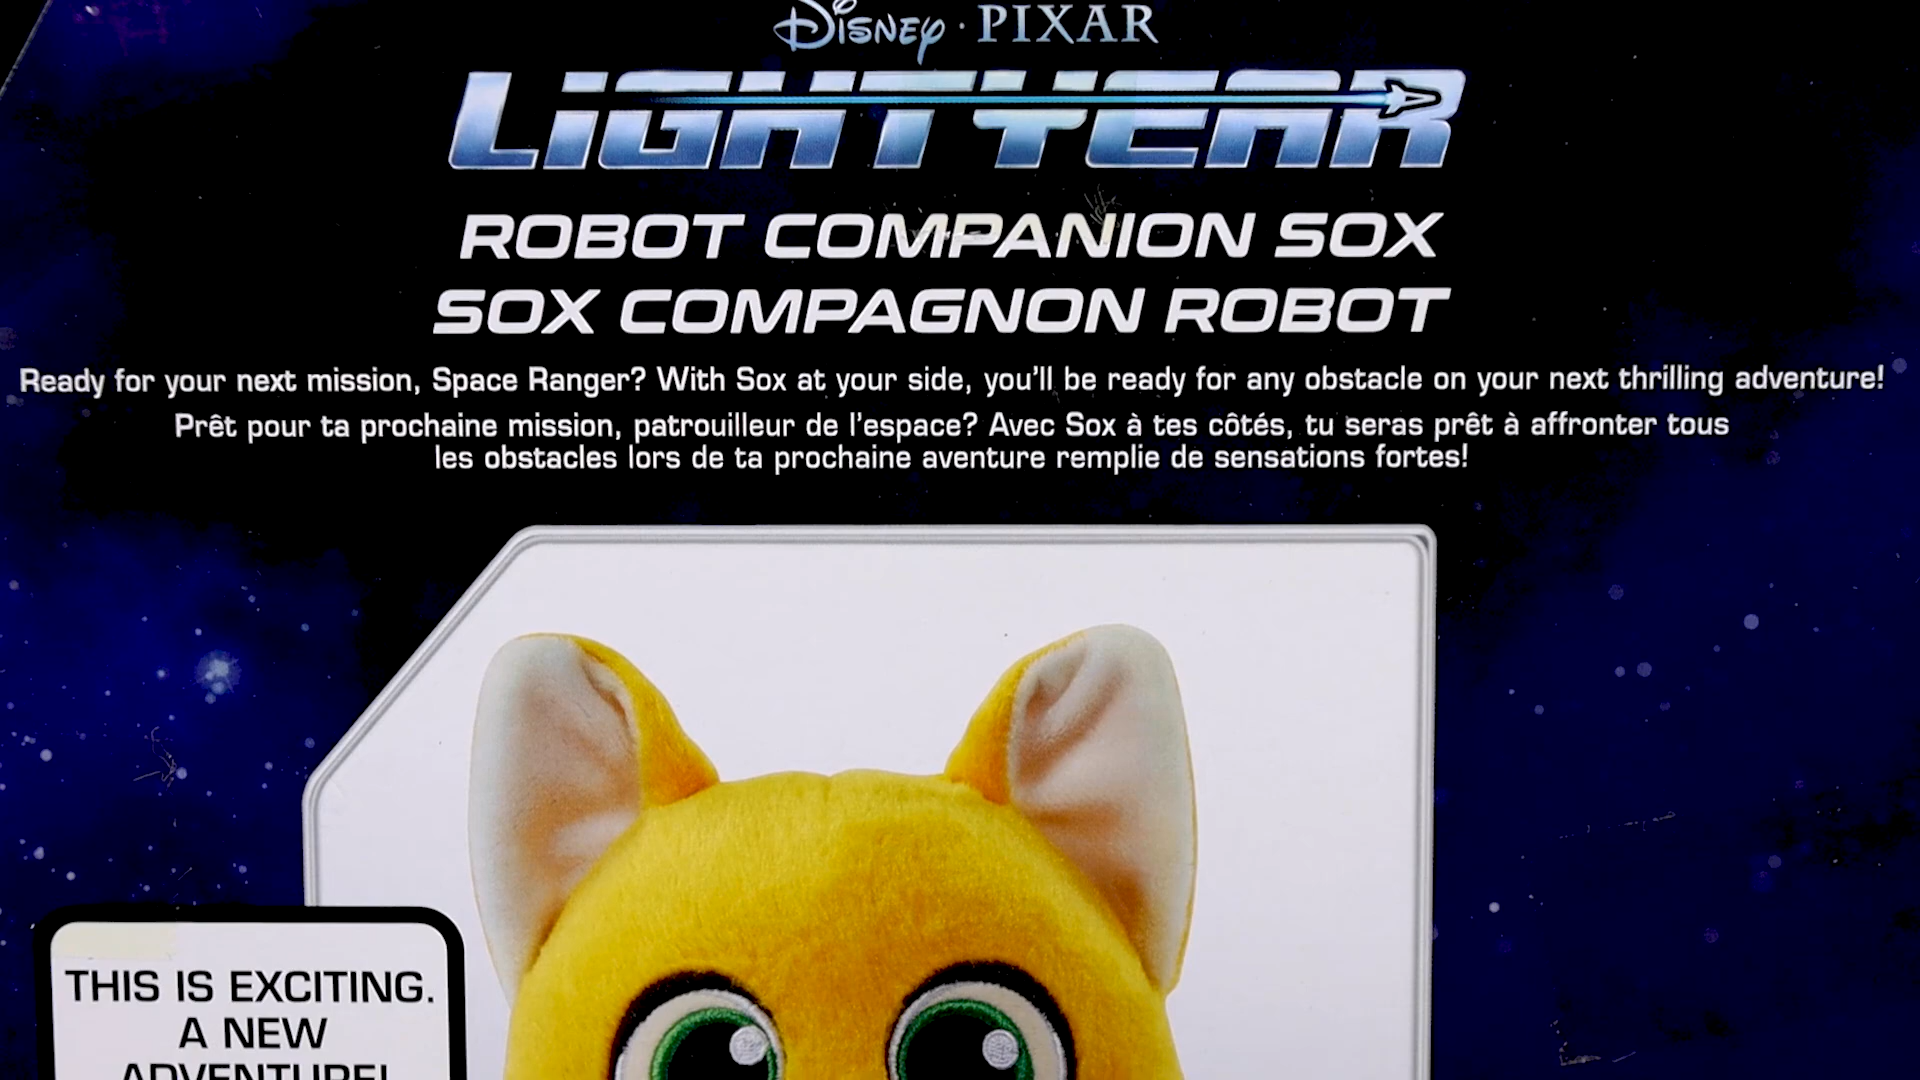 Disney · PIXAR
LiGHTYEAR
ROBOT COMPANION SOX
SOX COMPAGNON ROBOT
Ready for your next mission, Space Ranger? With Sox at your side, you'll be ready for any obstacle on your next thrilling adventure!
Prêt pour ta prochaine mission, patrouilleur de l'espace? Avec Sox à tes côtés, tu seras prêt à affronter tous
les obstacles lors de ta prochaine aventure remplie de sensations fortes!
THIS IS EXCITING.
A NEW
ADVENTURE!